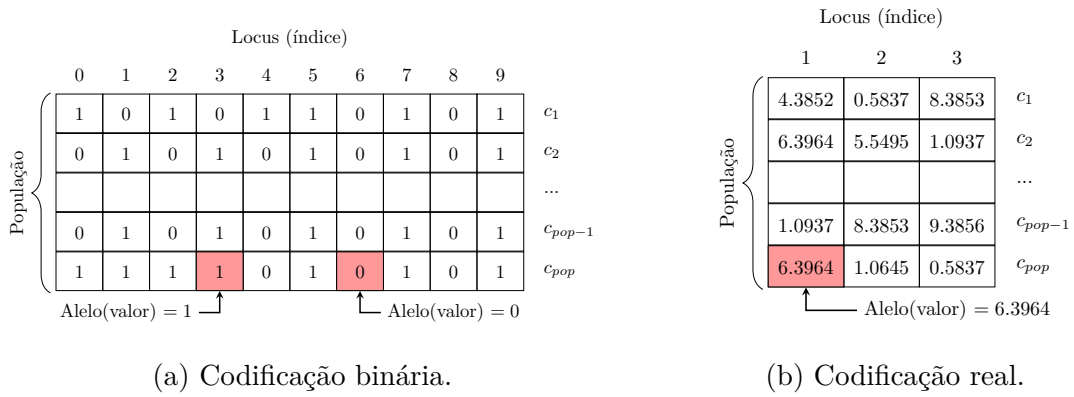 Locus (índice)
0 1 2 3 4 5 6 7 8 9
População
1 0 1 0 1 1 0 1 0 1 c1
0 1 0 1 0 1 0 1 0 1 c2
...
0 1 0 1 0 1 0 1 0 1 cpop−1
1 1 1 1 0 1 0 1 0 1 cpop
Alelo(valor) = 1
Alelo(valor) = 0
(a) Codificação binária.
Locus (índice)
1 2 3
População
4.3852 0.5837 8.3853 c1
6.3964 5.5495 1.0937 c2
...
1.0937 8.3853 9.3856 cpop−1
6.3964 1.0645 0.5837 cpop
Alelo(valor) = 6.3964
(b) Codificação real.